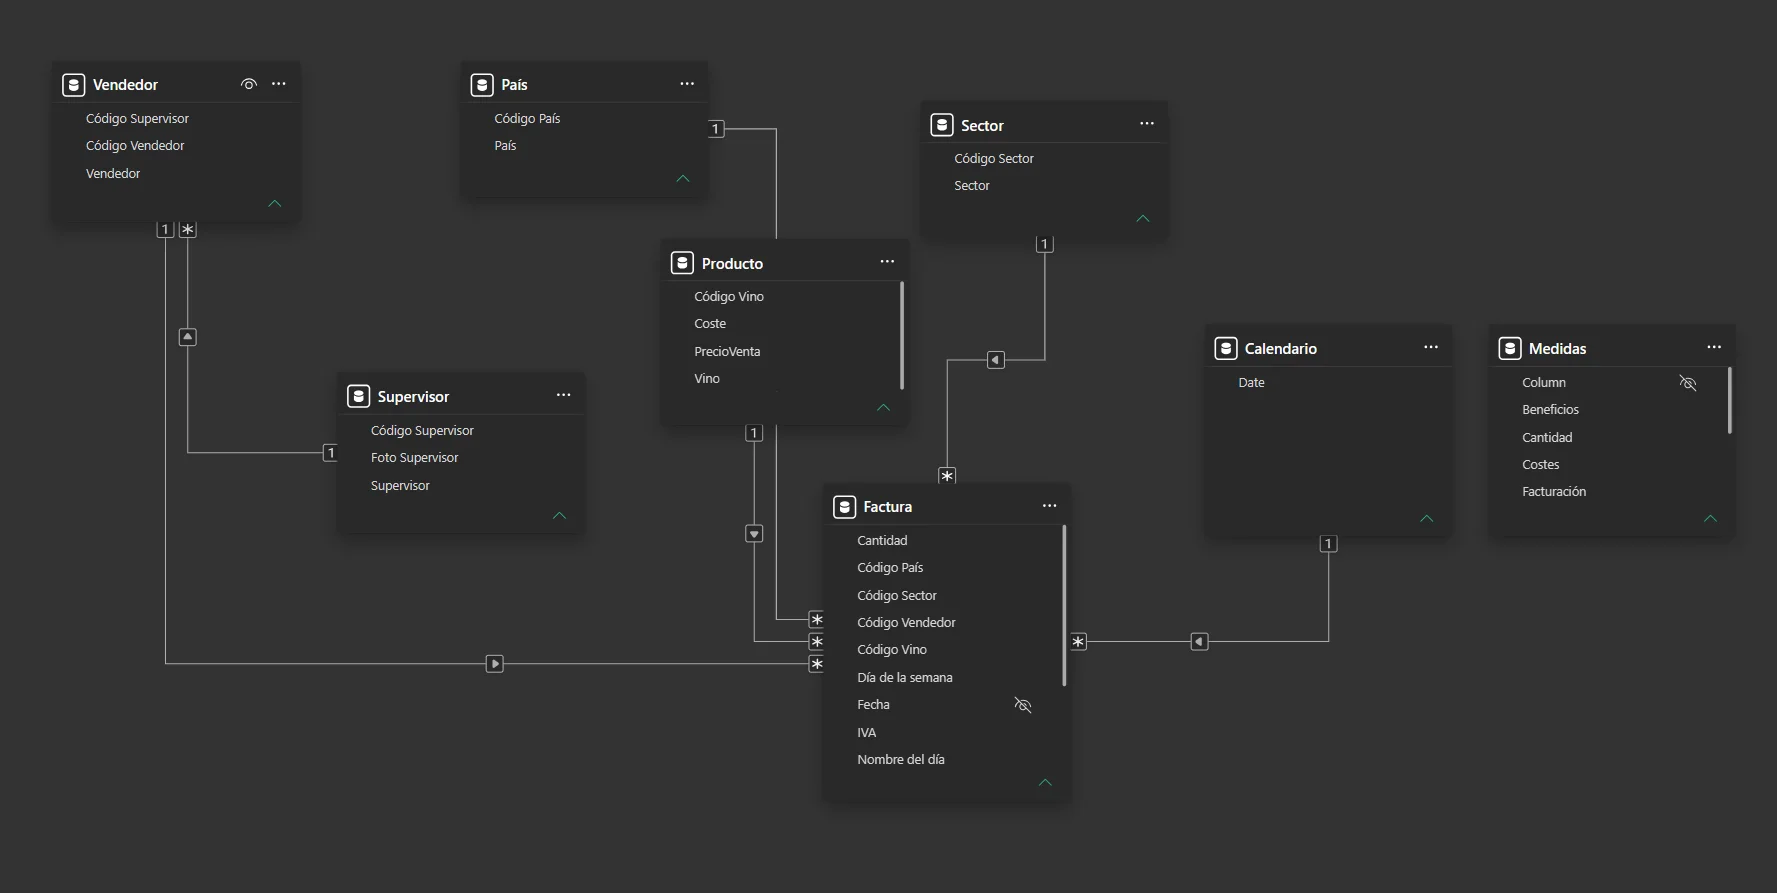 Vendedor
Código Supervisor
Código Vendedor
Vendedor
País
Código País
País
1
Sector
Código Sector
Sector
1
1 *
Producto
Código Vino
Coste
PrecioVenta
Vino
1
Supervisor
Código Supervisor
Foto Supervisor
Supervisor
1
Calendario
Date
1
Medidas
Column
Beneficios
Cantidad
Costes
Facturación
*
Factura
Cantidad
Código País
Código Sector
Código Vendedor
Código Vino
Día de la semana
Fecha
IVA
Nombre del día
*
*
*
*